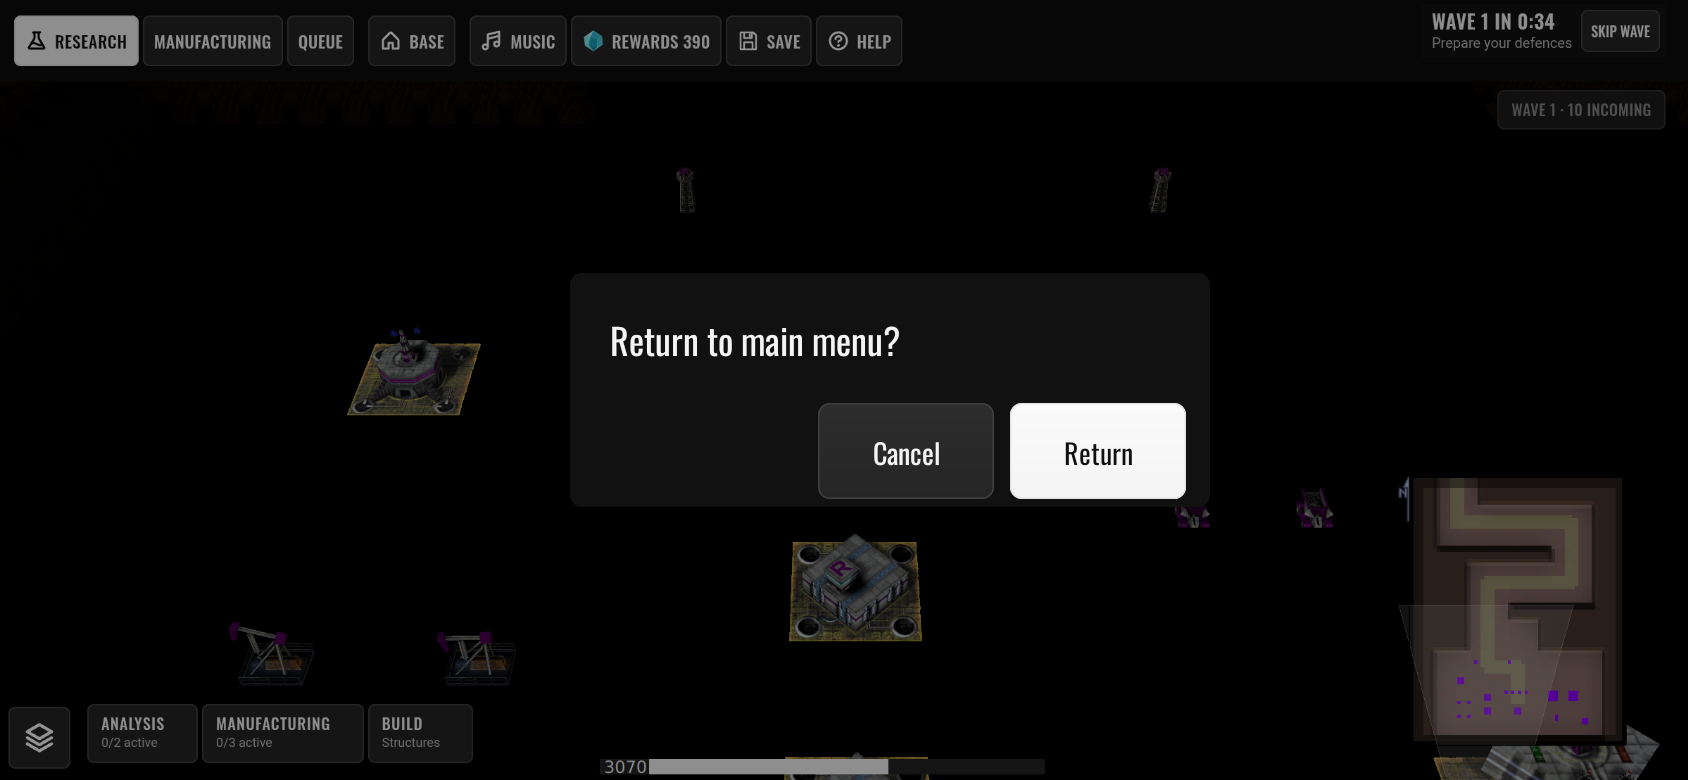 RESEARCH
MANUFACTURING
QUEUE
BASE
MUSIC
REWARDS 390
SAVE
HELP
WAVE 1 IN 0:34
Prepare your defences
SKIP WAVE
WAVE 1 · 10 INCOMING
Return to main menu?
Cancel
Return
R
N
ANALYSIS
0/2 active
MANUFACTURING
0/3 active
BUILD
Structures
3070